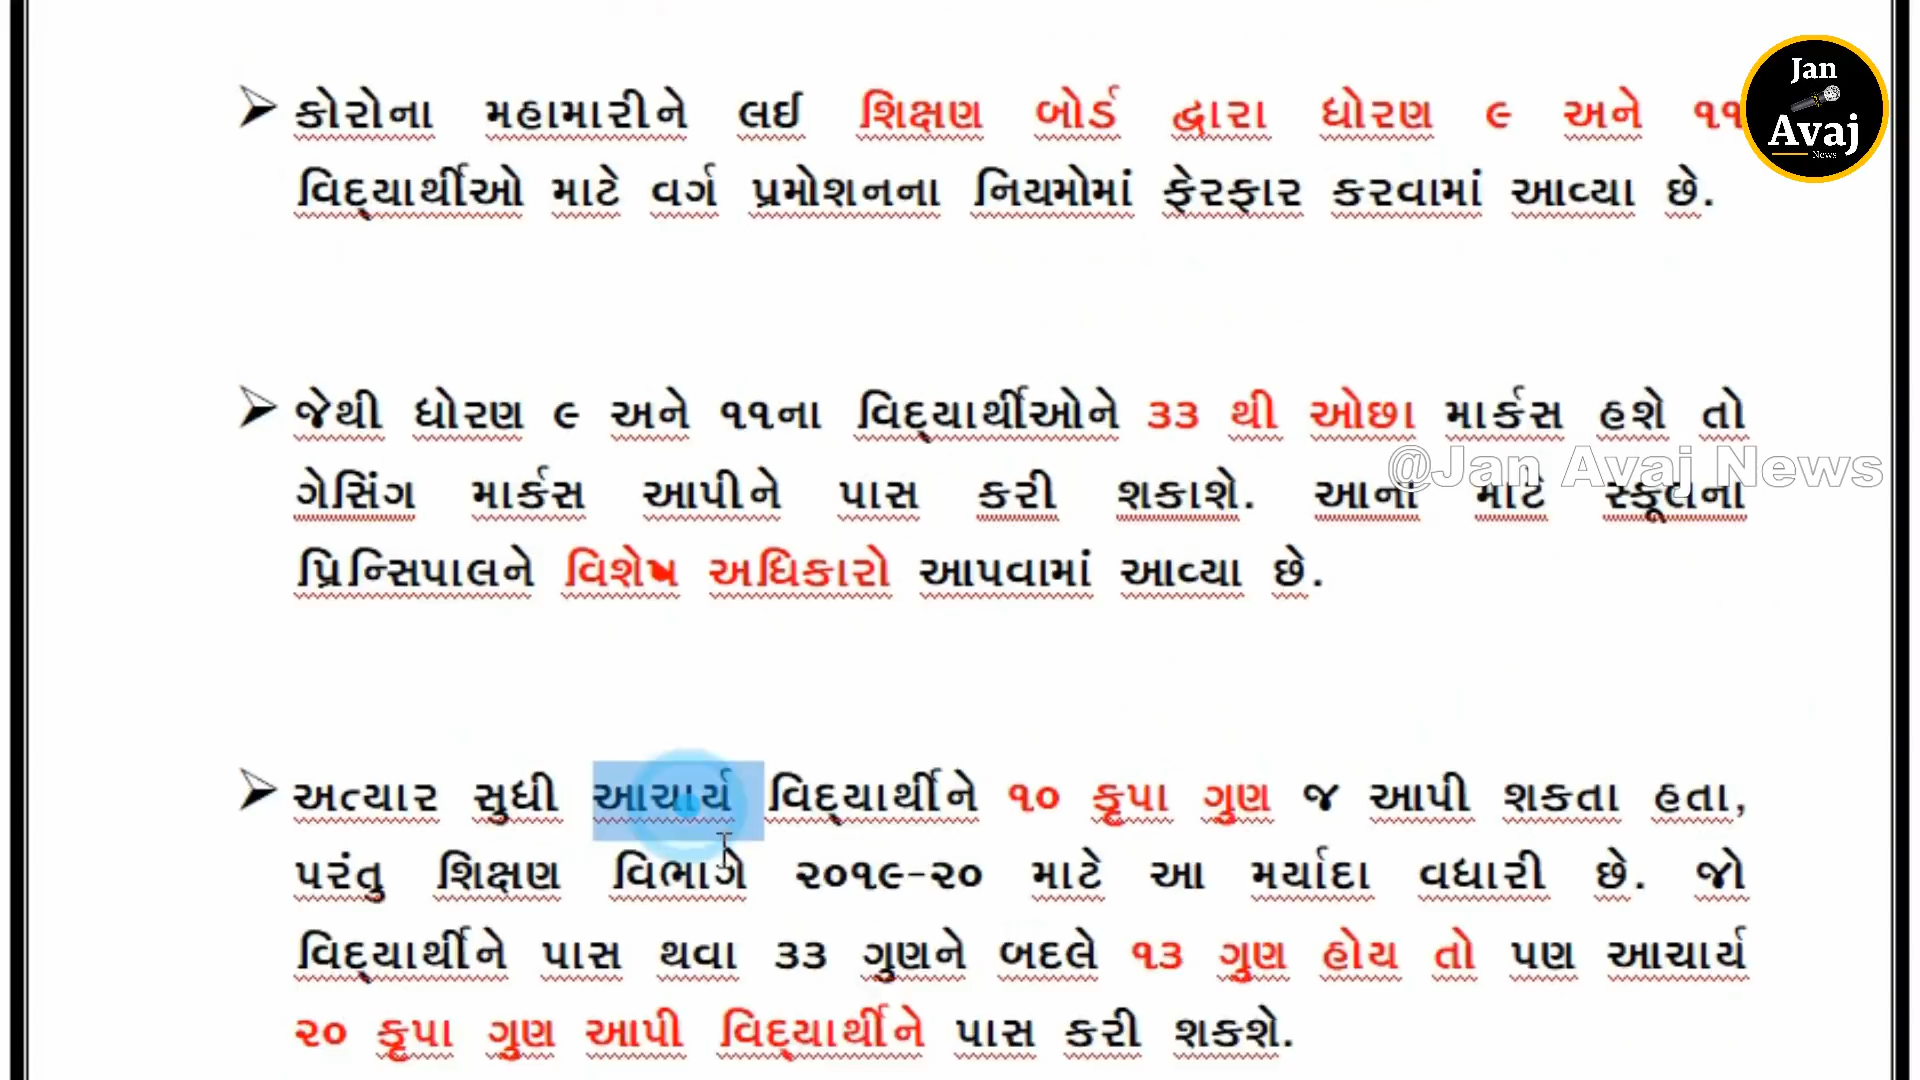 કોરોના મહામારીને લઈ શિક્ષણ બોર્ડ દ્વારા ધોરણ ૯ અને ૧૧
વિદ્યાર્થીઓ માટે વર્ગ પ્રમોશનના નિયમોમાં ફેરફાર કરવામાં આવ્યા છે.
Jan
Avaj
News
જેથી ધોરણ ૯ અને ૧૧ના વિદ્યાર્થીઓને ૩૩ થી ઓછા માર્ક્સ હશે તો
@Jan Avaj News
ગેસિંગ માર્ક્સ આપીને પાસ કરી શકાશે. આના માટે સ્કૂલના
પ્રિન્સિપાલને વિશેષ અધિકારો આપવામાં આવ્યા છે.
અત્યાર સુધી આચાર્ય વિદ્યાર્થીને ૧૦ કૃપા ગુણ જ આપી શકતા હતા,
પરંતુ શિક્ષણ વિભાગે ૨૦૧૯-૨૦ માટે આ મર્યાદા વધારી છે. જો
વિદ્યાર્થીને પાસ થવા ૩૩ ગુણને બદલે ૧૩ ગુણ હોય તો પણ આચાર્ય
૨૦ કૃપા ગુણ આપી વિદ્યાર્થીને પાસ કરી શકશે.